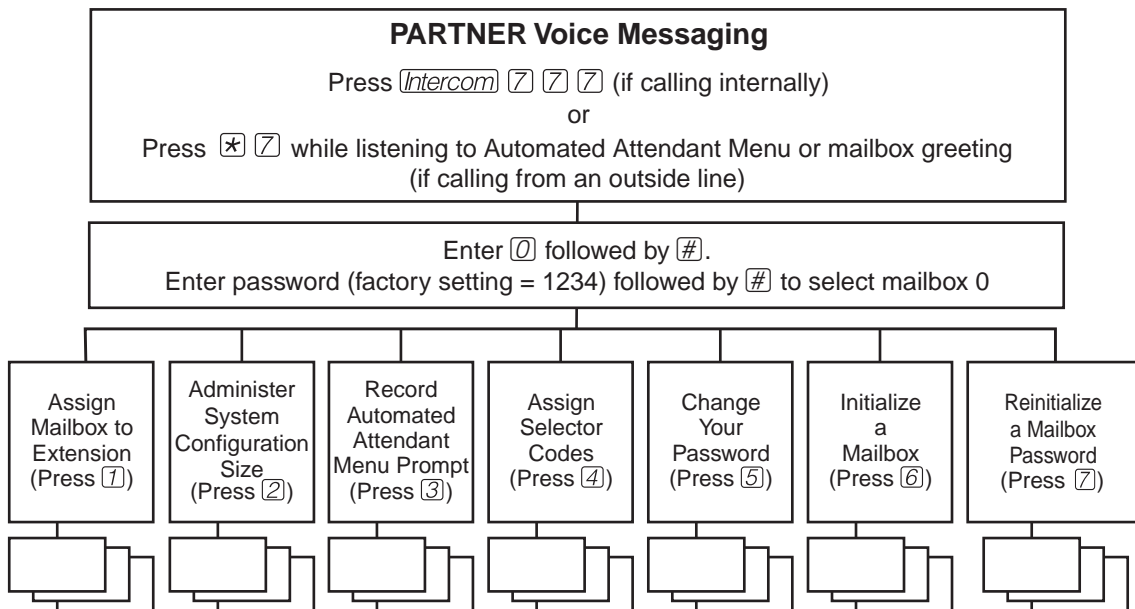 PARTNER Voice Messaging
Press Intercom 7 7 7 (if calling internally)
or
Press * 7 while listening to Automated Attendant Menu or mailbox greeting
(if calling from an outside line)
Enter 0 followed by #.
Enter password (factory setting = 1234) followed by # to select mailbox 0
Assign
Mailbox to
Extension
(Press 1)
Administer
System
Configuration
Size
(Press 2)
Record
Automated
Attendant
Menu Prompt
(Press 3)
Assign
Selector
Codes
(Press 4)
Change
Your
Password
(Press 5)
Initialize
a
Mailbox
(Press 6)
Reinitialize
a Mailbox
Password
(Press 7)